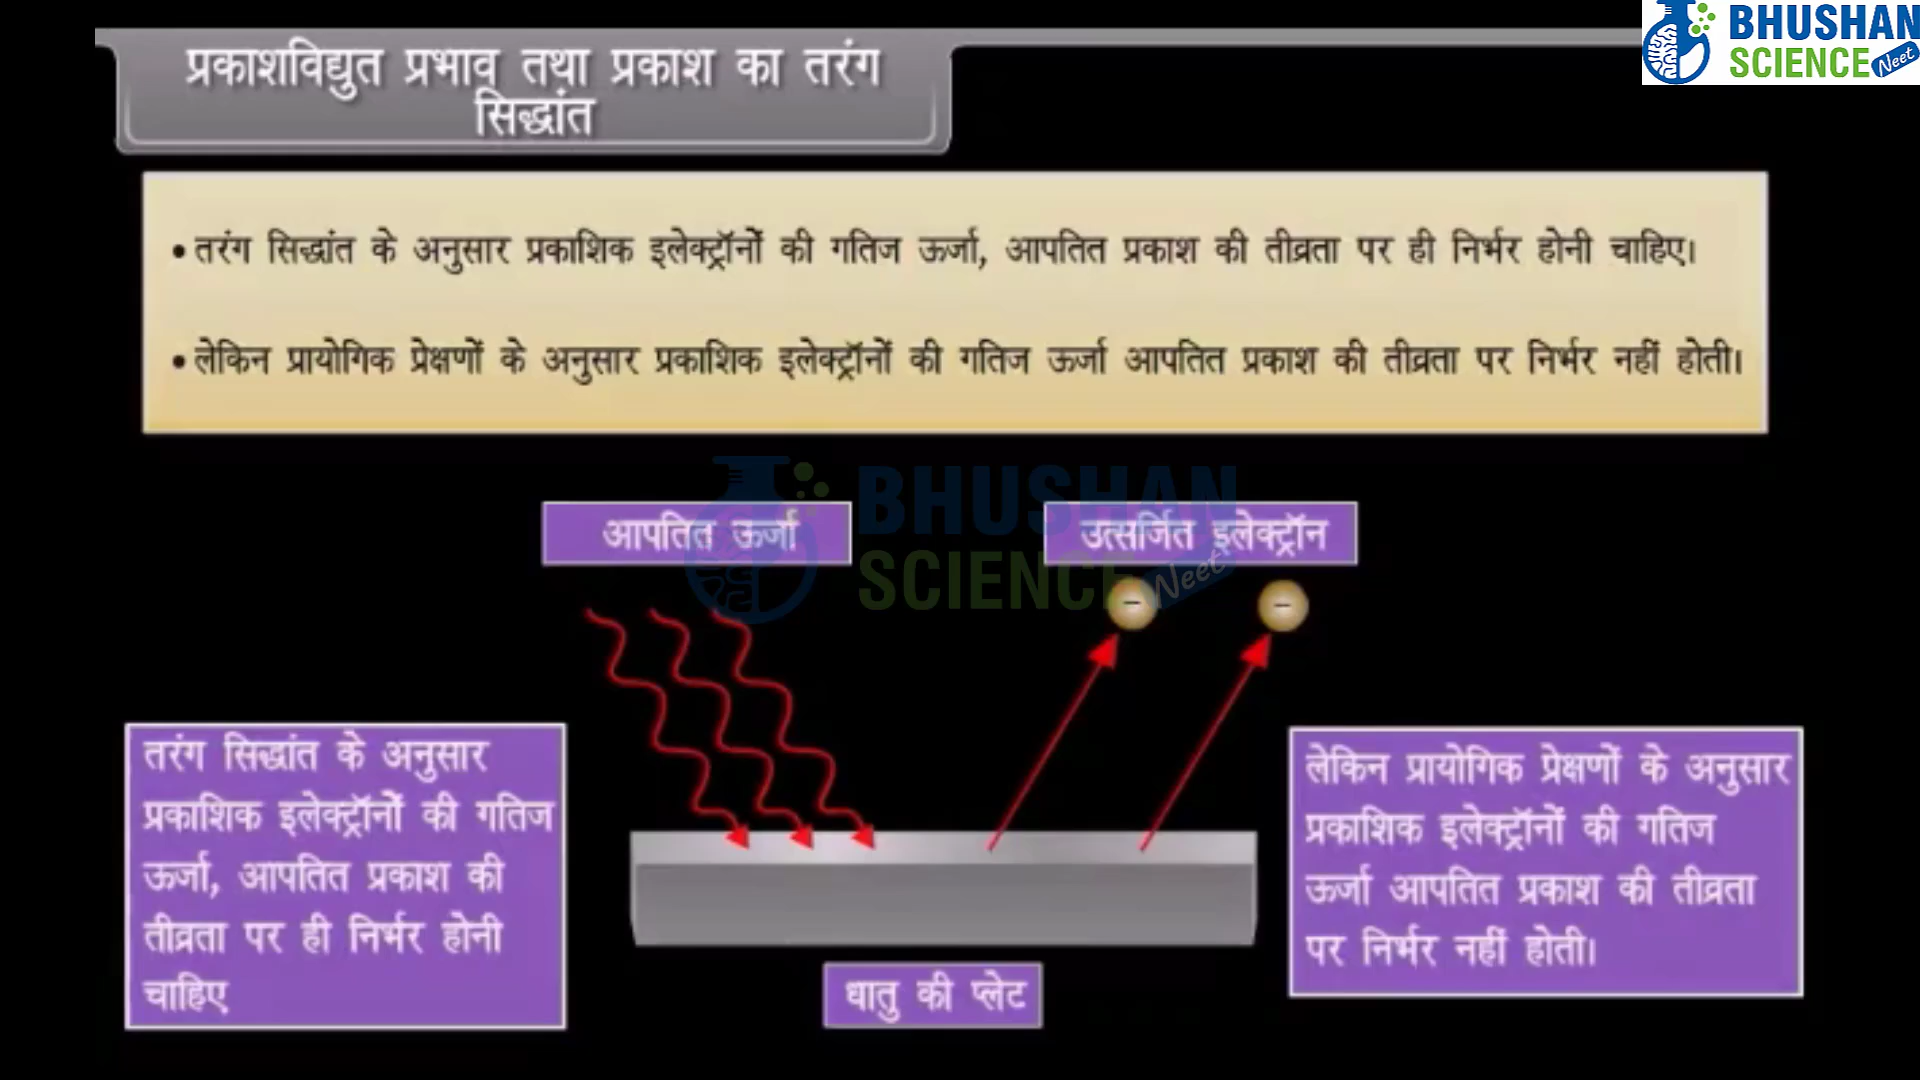 प्रकाशविद्युत प्रभाव तथा प्रकाश का तरंग
सिद्धांत
BHUSHAN
SCIENCE Neet
• तरंग सिद्धांत के अनुसार प्रकाशिक इलेक्ट्रॉनों की गतिज ऊर्जा, आपतित प्रकाश की तीव्रता पर ही निर्भर होनी चाहिए।
• लेकिन प्रायोगिक प्रेक्षणों के अनुसार प्रकाशिक इलेक्ट्रॉनों की गतिज ऊर्जा आपतित प्रकाश की तीव्रता पर निर्भर नहीं होती।
BHUSHAN
SCIENCE Neet
आपतित ऊर्जा
उत्सर्जित इलेक्ट्रॉन
−
−
तरंग सिद्धांत के अनुसार
प्रकाशिक इलेक्ट्रॉनों की गतिज
ऊर्जा, आपतित प्रकाश की
तीव्रता पर ही निर्भर होनी
चाहिए
लेकिन प्रायोगिक प्रेक्षणों के अनुसार
प्रकाशिक इलेक्ट्रॉनों की गतिज
ऊर्जा आपतित प्रकाश की तीव्रता
पर निर्भर नहीं होती।
धातु की प्लेट